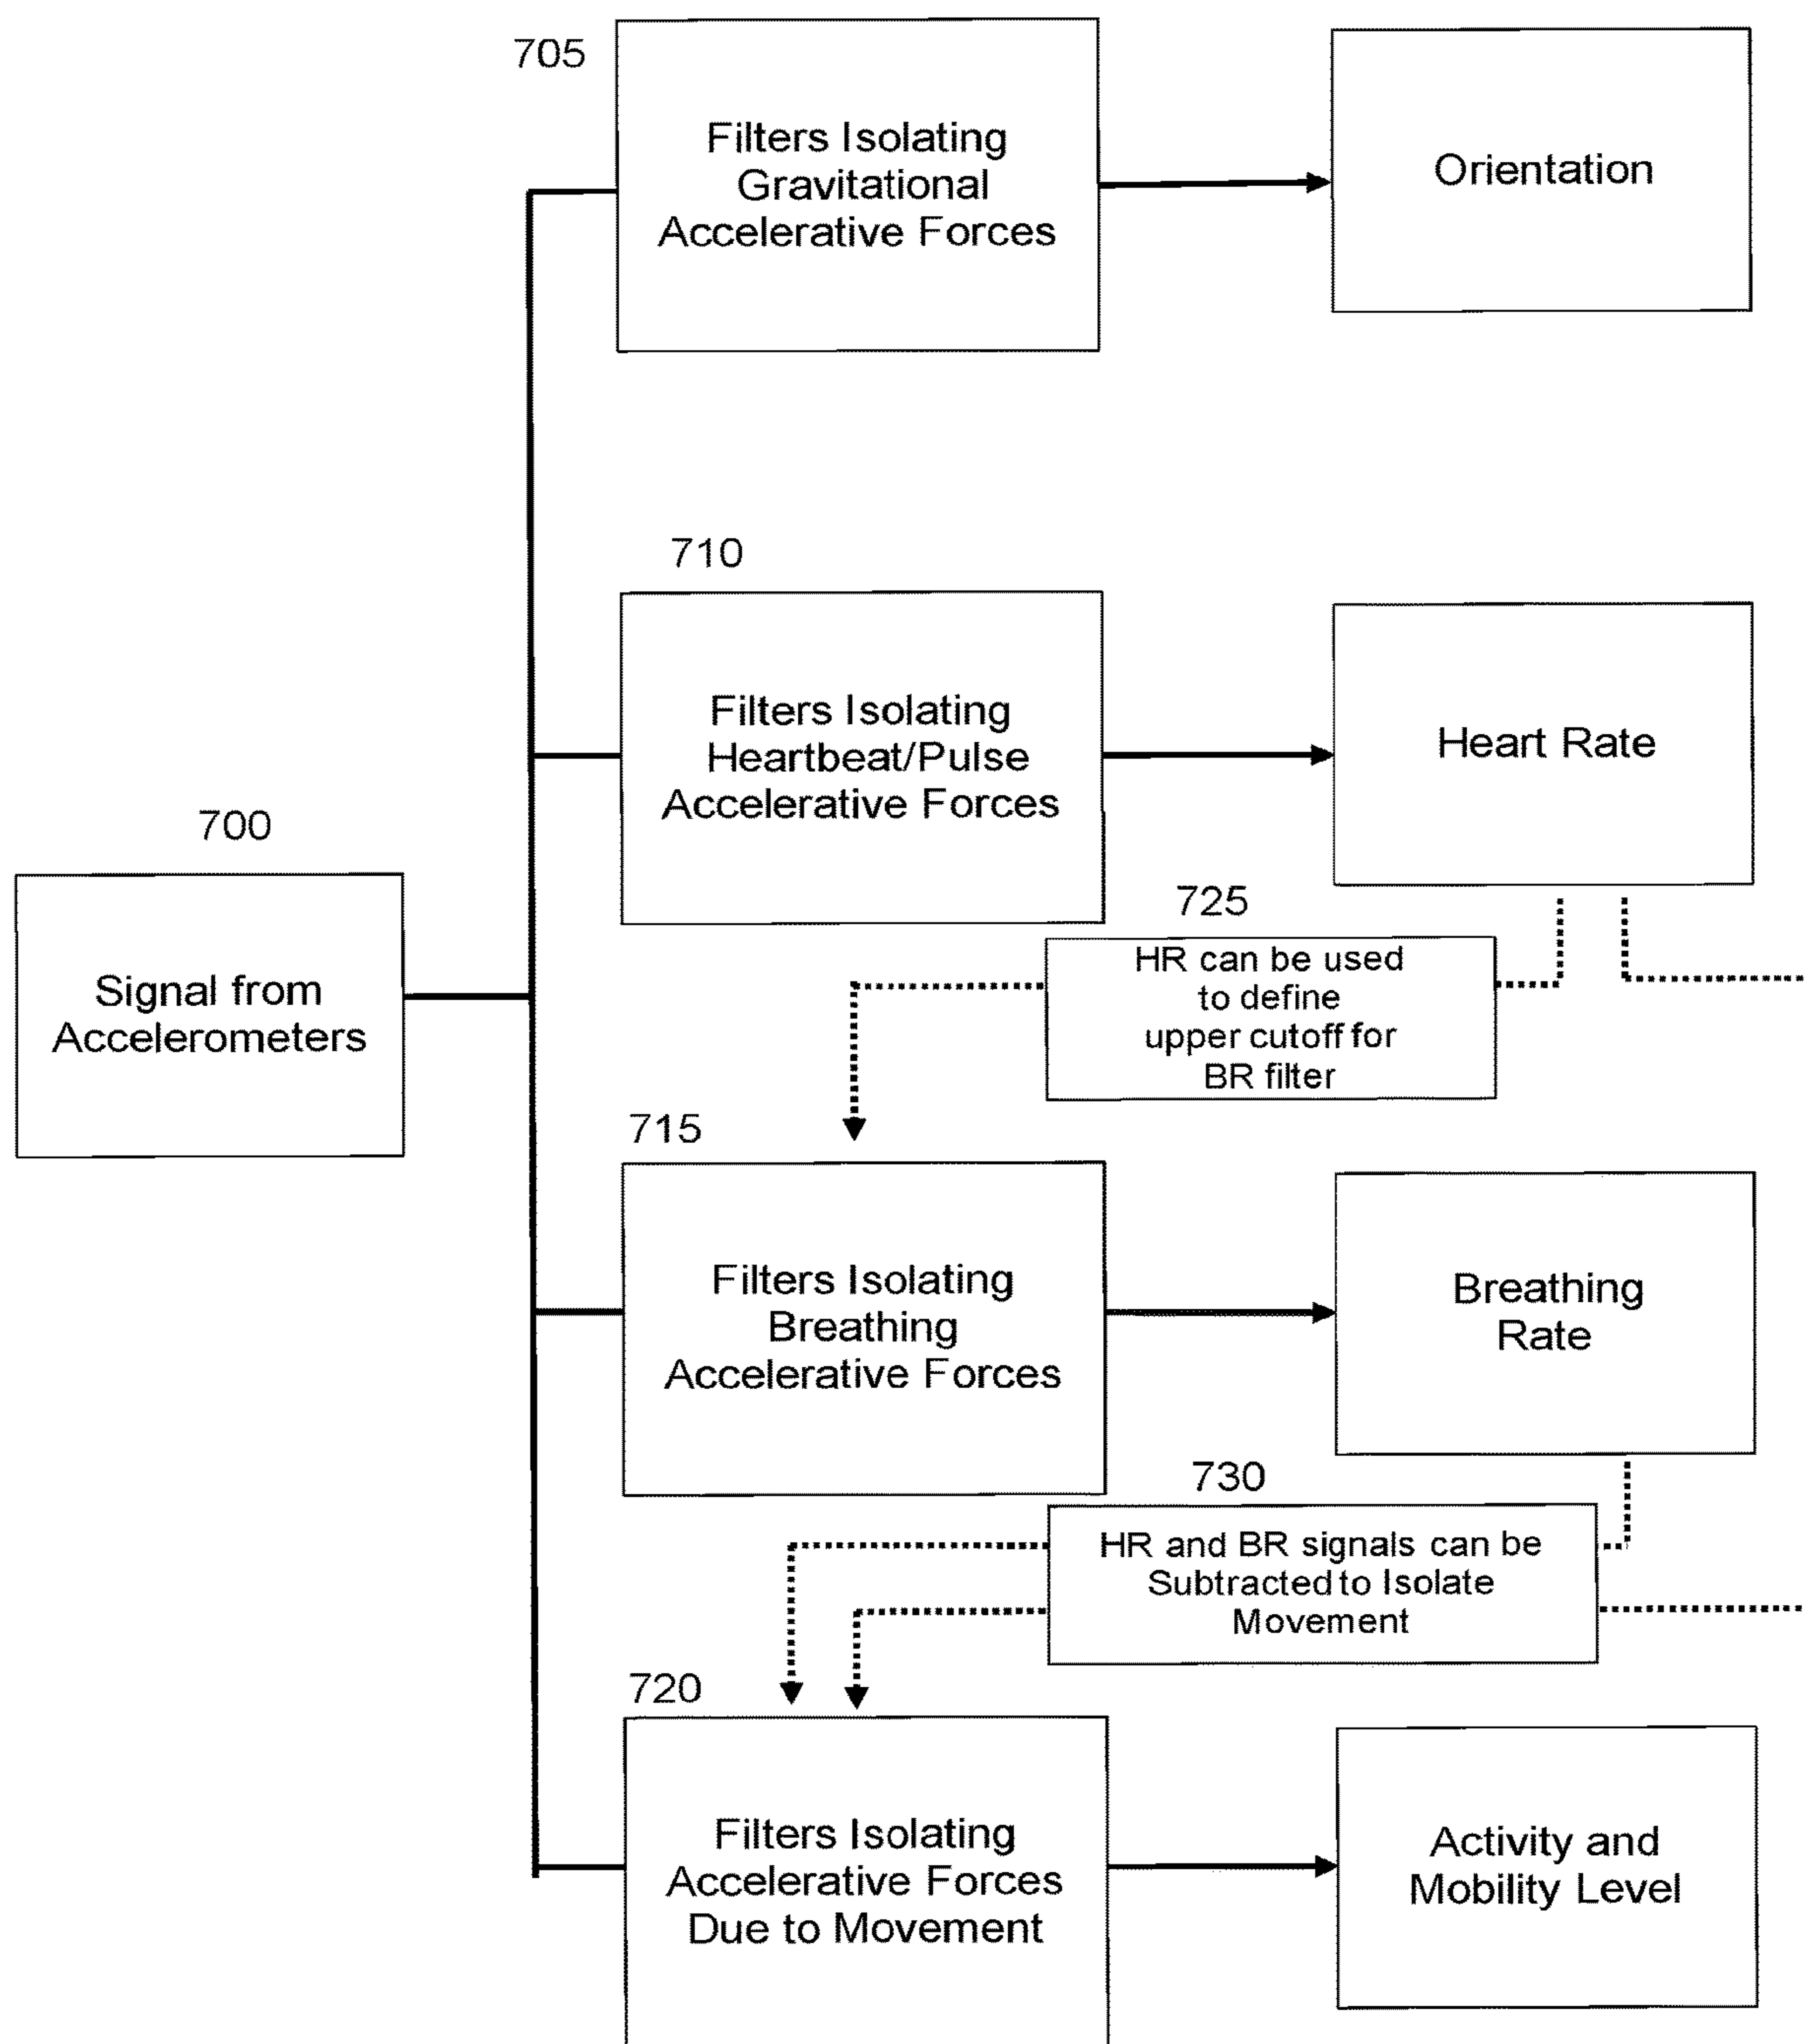 705
Filters Isolating
Gravitational
Accelerative Forces
Orientation
710
Filters Isolating
Heartbeat/Pulse
Accelerative Forces
Heart Rate
700
Signal from
Accelerometers
725
HR can be used
to define
upper cutoff for
BR filter
715
Filters Isolating
Breathing
Accelerative Forces
Breathing
Rate
730
HR and BR signals can be
Subtracted to Isolate
Movement
720
Filters Isolating
Accelerative Forces
Due to Movement
Activity and
Mobility Level